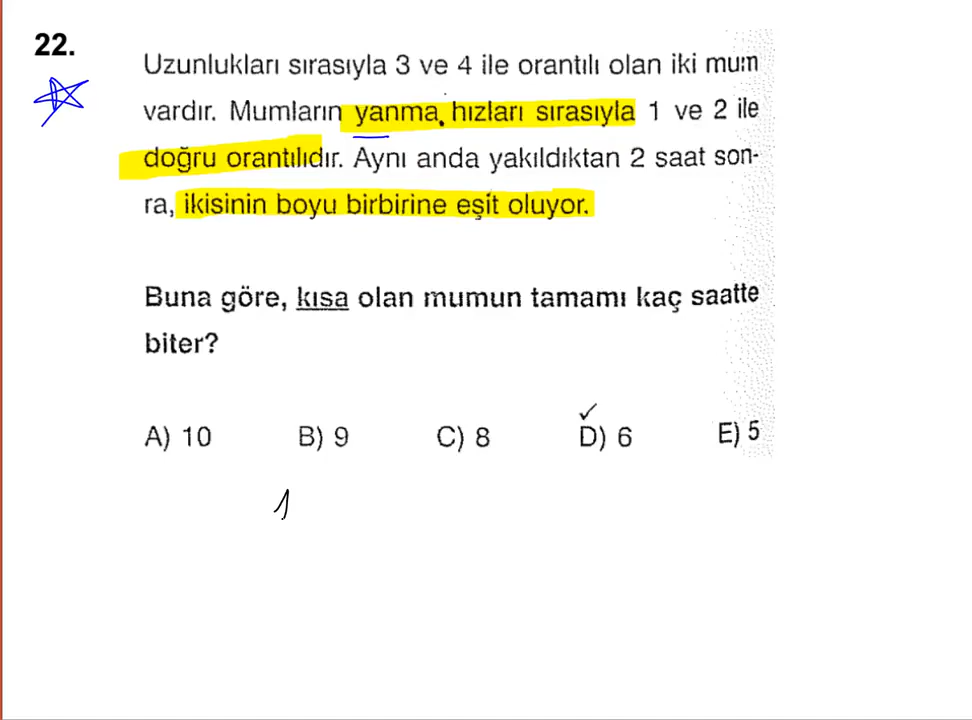 22.
Uzunlukları sırasıyla 3 ve 4 ile orantılı olan iki mum
vardır. Mumların yanma hızları sırasıyla 1 ve 2 ile
doğru orantılıdır. Aynı anda yakıldıktan 2 saat son-
ra, ikisinin boyu birbirine eşit oluyor.
Buna göre, kısa olan mumun tamamı kaç saatte
biter?
A) 10 B) 9 C) 8 D) 6 E) 5
1